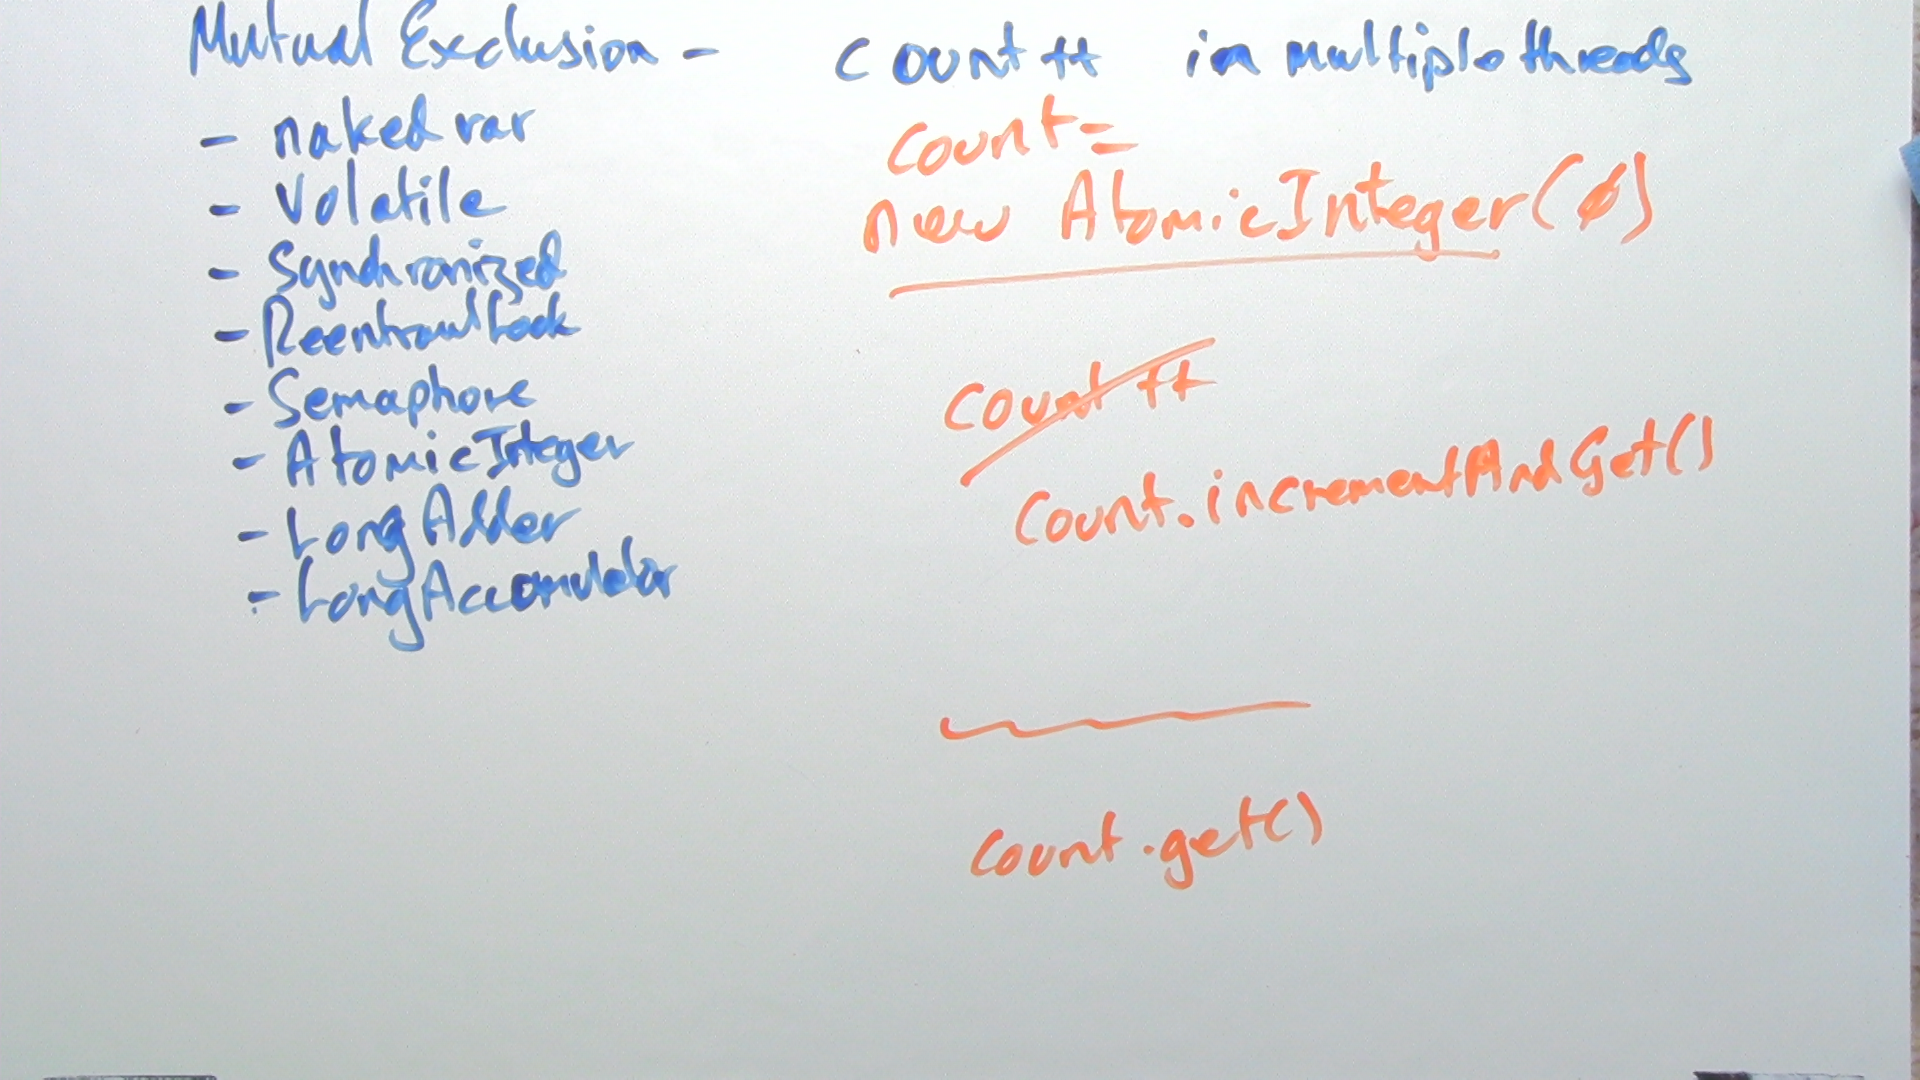 Mutual Exclusion - count++ in multiple threads
- naked var
- Volatile
- Synchronized
- ReentrantLock
- Semaphore
- AtomicInteger
- LongAdder
- LongAccomulator
count =
new AtomicInteger(0)
count++
count.incrementAndGet()
count.get()